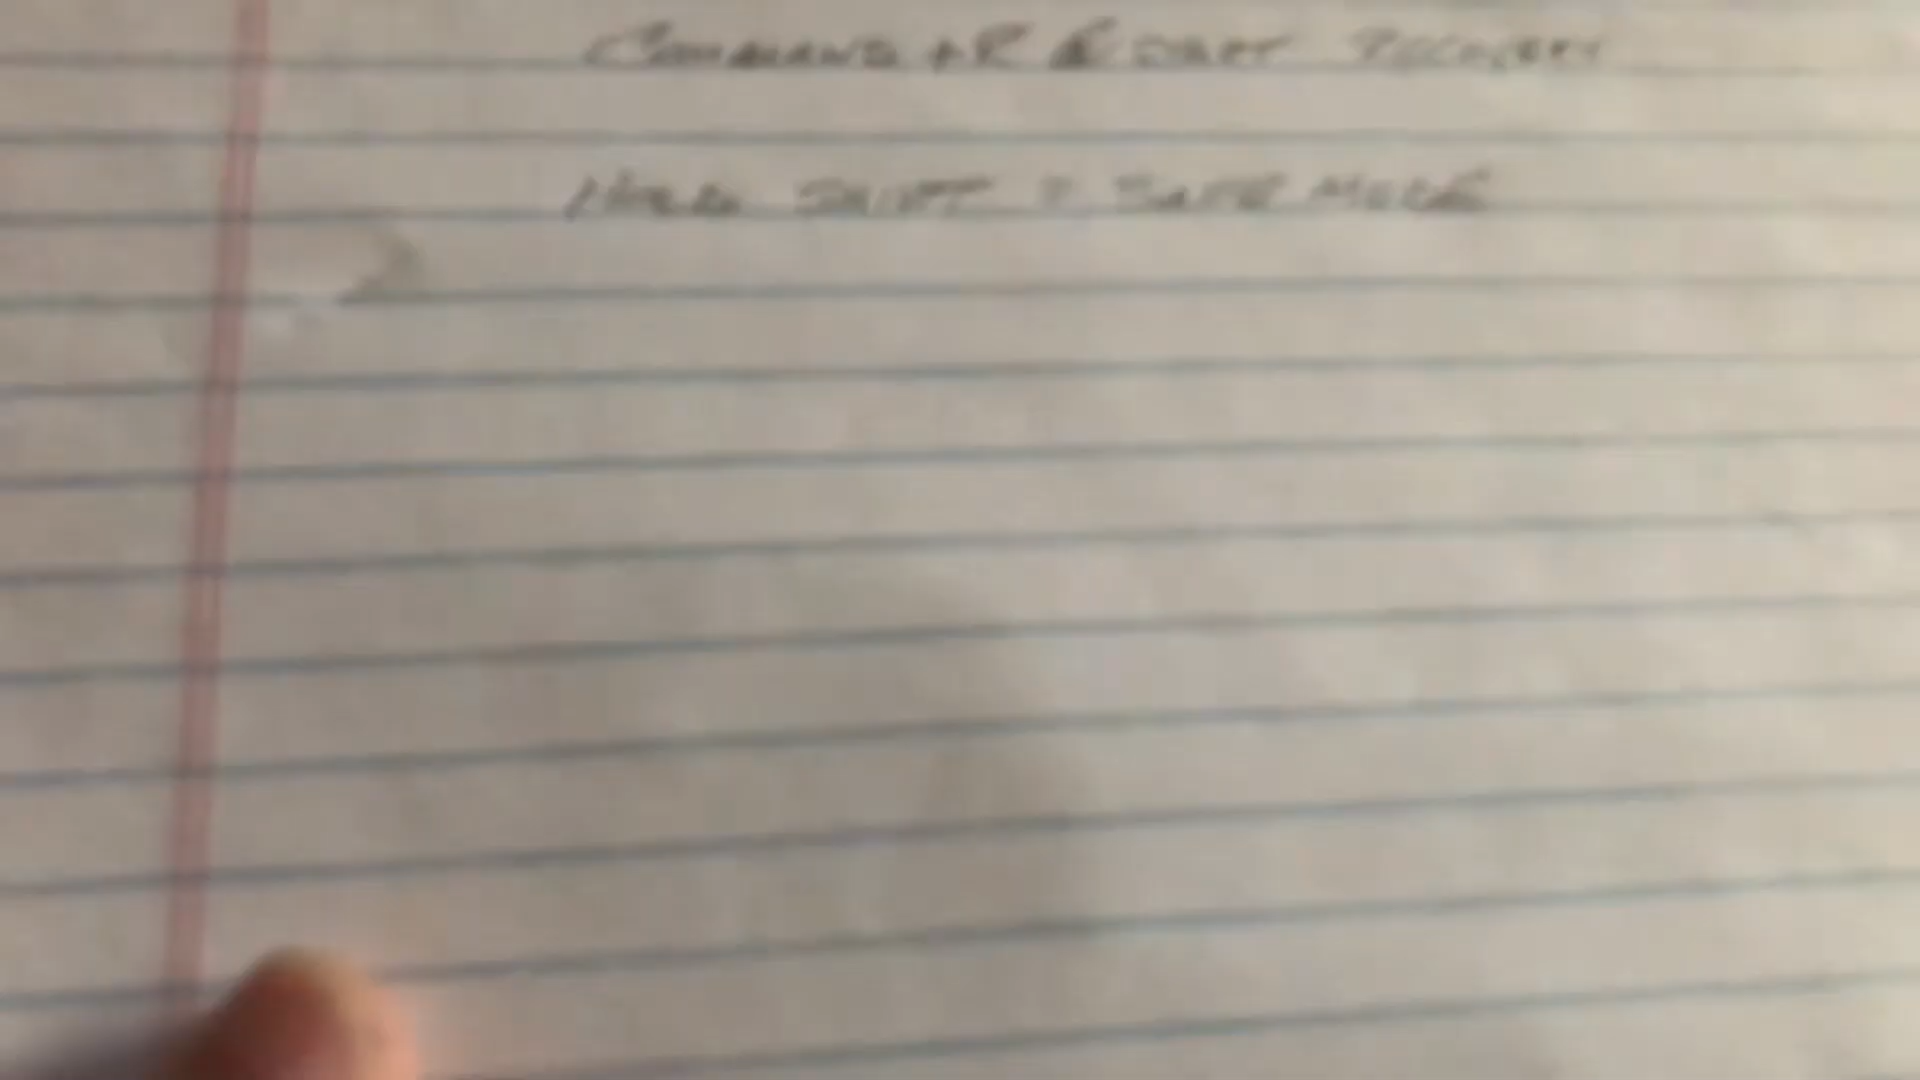 COMMAND + R START RECOVERY
HOLD SHIFT = SAFE MODE